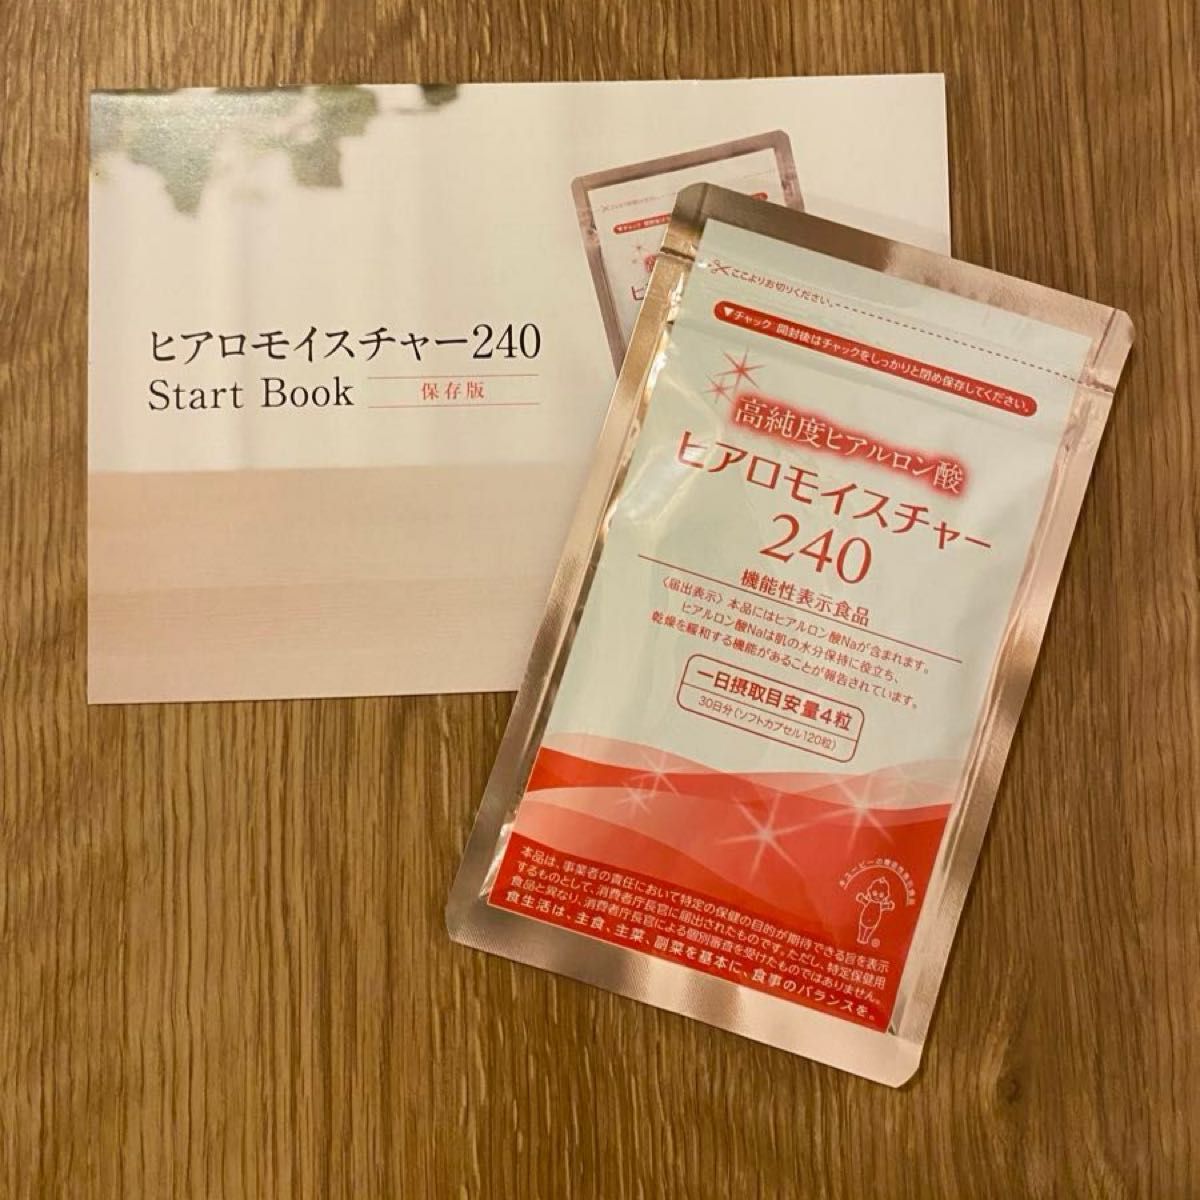 ヒアロモイスチャー240
Start Book
保存版
ここよりお切りください。
▼チャック 開封後はチャックをしっかりと閉め保存してください。
高純度ヒアルロン酸
ヒアロモイスチャー
240
機能性表示食品
〈届出表示〉本品にはヒアルロン酸Naが含まれます。
ヒアルロン酸Naは肌の水分保持に役立ち、
乾燥を緩和する機能があることが報告されています。
一日摂取目安量4粒
30日分(ソフトカプセル120粒)
本品は、事業者の責任において特定の保健の目的が期待できる旨を表示
するものとして、消費者庁長官に届出されたものです。ただし、特定保健用
食品と異なり、消費者庁長官による個別審査を受けたものではありません。
食生活は、主食、主菜、副菜を基本に、食事のバランスを。